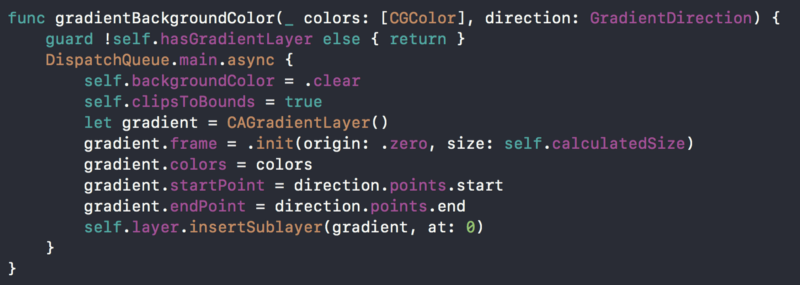 func gradientBackgroundColor(_ colors: [CGColor], direction: GradientDirection) {
    guard !self.hasGradientLayer else { return }
    DispatchQueue.main.async {
        self.backgroundColor = .clear
        self.clipsToBounds = true
        let gradient = CAGradientLayer()
        gradient.frame = .init(origin: .zero, size: self.calculatedSize)
        gradient.colors = colors
        gradient.startPoint = direction.points.start
        gradient.endPoint = direction.points.end
        self.layer.insertSublayer(gradient, at: 0)
    }
}